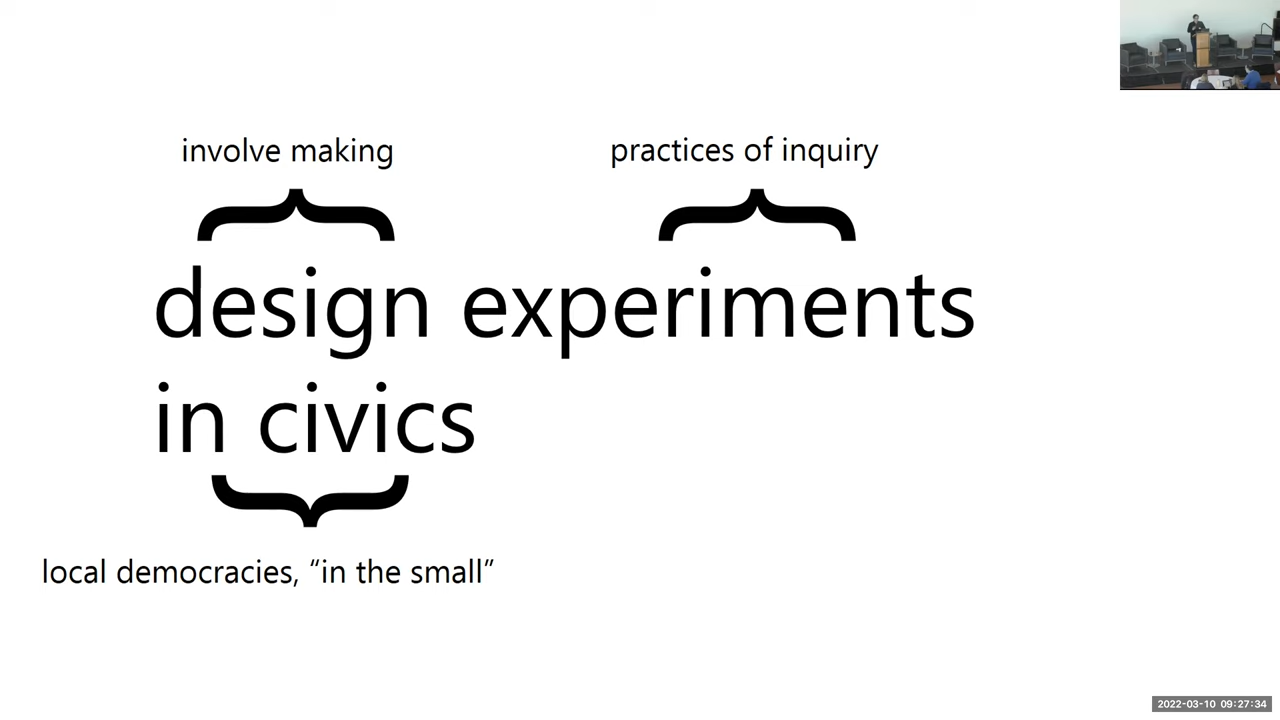 involve making
practices of inquiry
design experiments
in civics
local democracies, “in the small”
2022-03-10 09:27:34